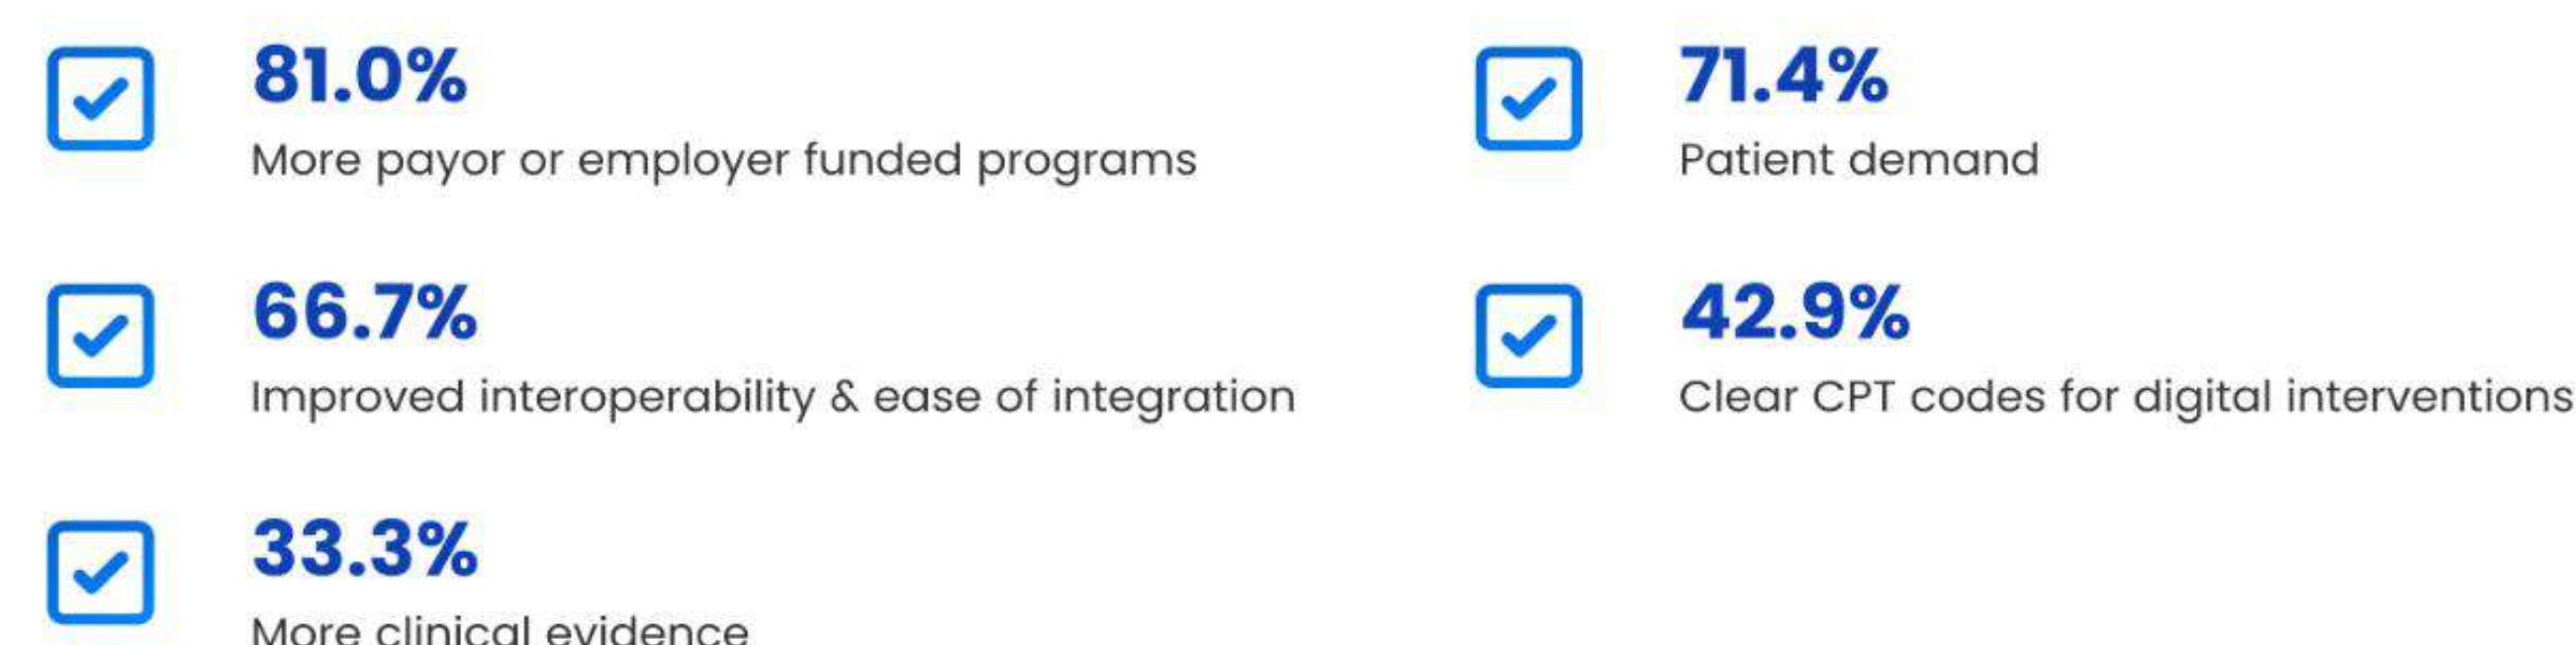 81.0%
More payor or employer funded programs
71.4%
Patient demand
66.7%
Improved interoperability & ease of integration
42.9%
Clear CPT codes for digital interventions
33.3%
More clinical evidence